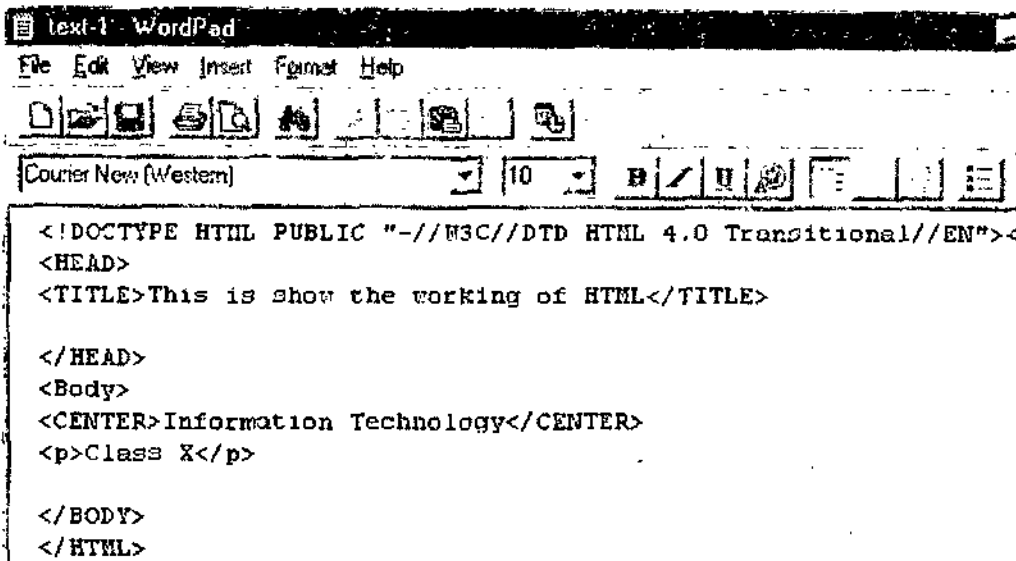 text-1 - WordPad
File Edit View Insert Format Help
Courier New (Western) 10 B / U
<!DOCTYPE HTML PUBLIC "-//W3C//DTD HTML 4.0 Transitional//EN"><
<HEAD>
<TITLE>This is show the working of HTML</TITLE>
</HEAD>
<Body>
<CENTER>Information Technology</CENTER>
<p>Class X</p>
</BODY>
</HTML>